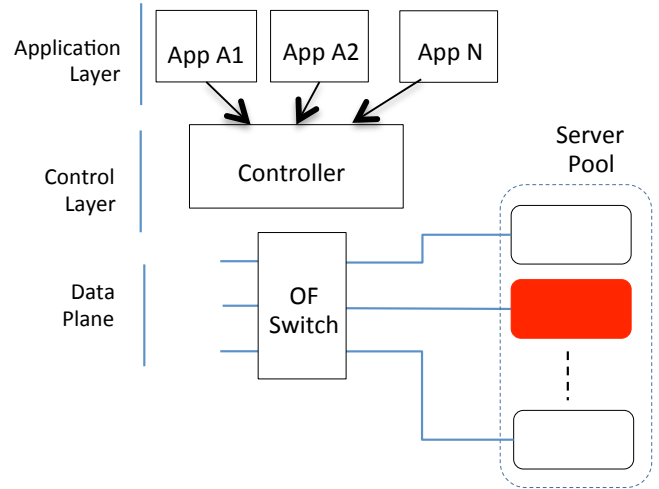 Application
Layer
App A1
App A2
App N
Control
Layer
Controller
Server
Pool
Data
Plane
OF
Switch